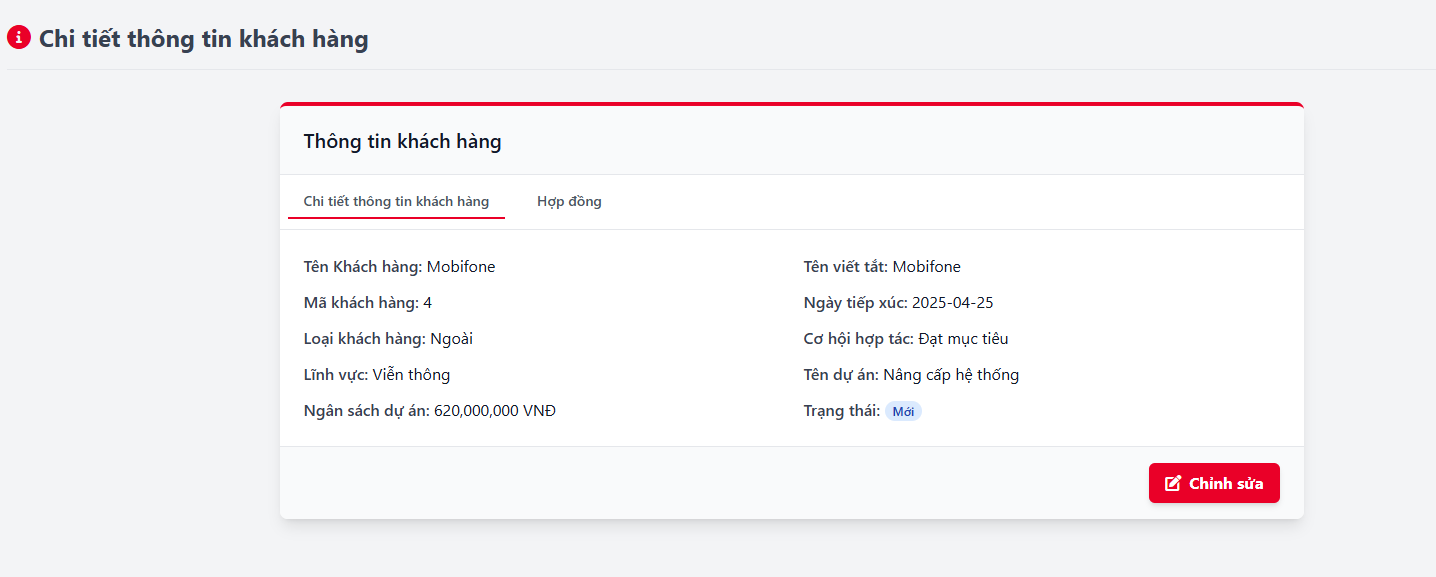 Chi tiết thông tin khách hàng
Thông tin khách hàng
Chi tiết thông tin khách hàng Hợp đồng
Tên Khách hàng: Mobifone Tên viết tắt: Mobifone
Mã khách hàng: 4 Ngày tiếp xúc: 2025-04-25
Loại khách hàng: Ngoài Cơ hội hợp tác: Đạt mục tiêu
Lĩnh vực: Viễn thông Tên dự án: Nâng cấp hệ thống
Ngân sách dự án: 620,000,000 VNĐ Trạng thái: Mới
Chỉnh sửa